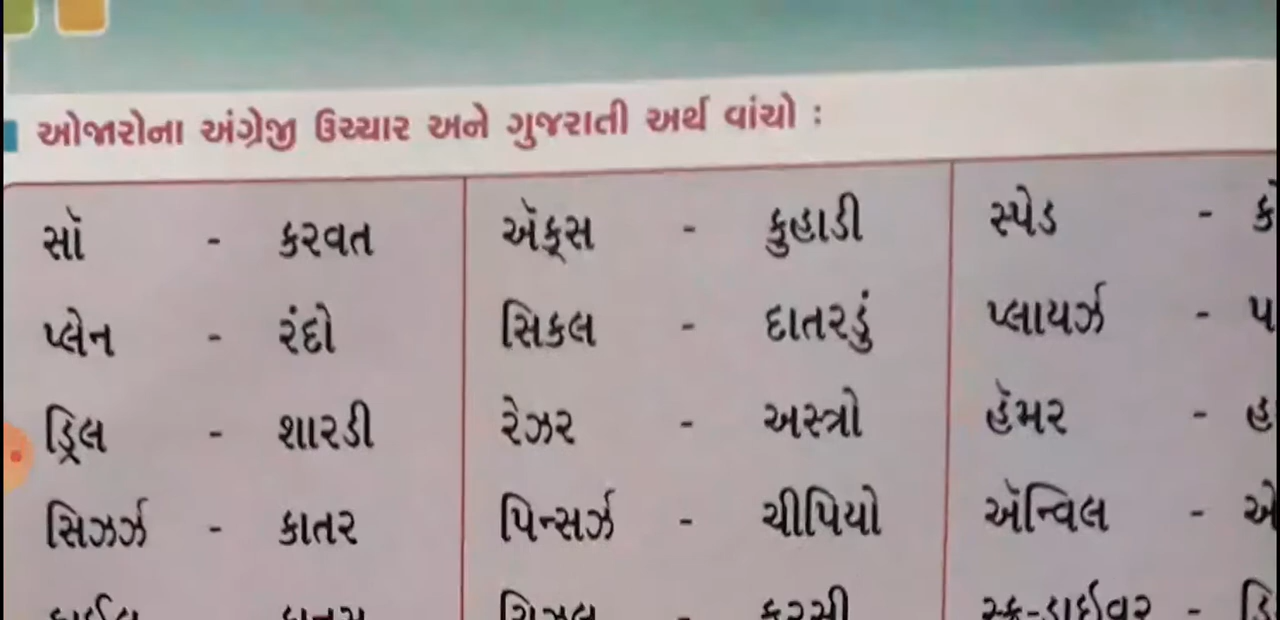 ઓજારોના અંગ્રેજી ઉચ્ચાર અને ગુજરાતી અર્થ વાંચો :
સૉ - કરવત ઍક્સ - કુહાડી સ્પેડ -
પ્લેન - રંદો સિકલ - દાતરડું પ્લાયર્ઝ -
ડ્રિલ - શારડી રેઝર - અસ્ત્રો હૅમર -
સિઝર્ઝ - કાતર પિન્સર્ઝ - ચીપિયો ઍન્વિલ -